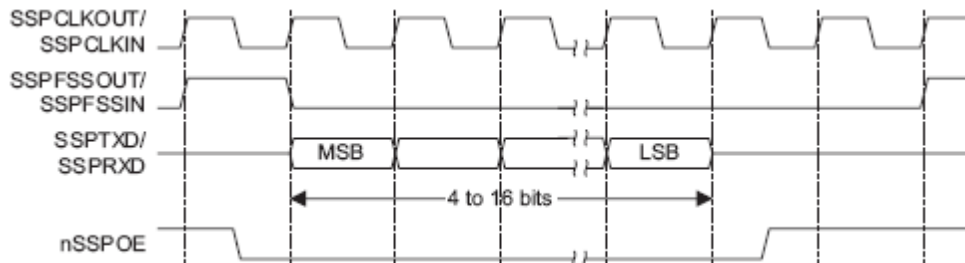 SSPCLKOUT/
SSPCLKIN
SSPFSSOUT/
SSPFSSIN
SSPTXD/
SSPRXD
MSB
LSB
4 to 16 bits
nSSPOE